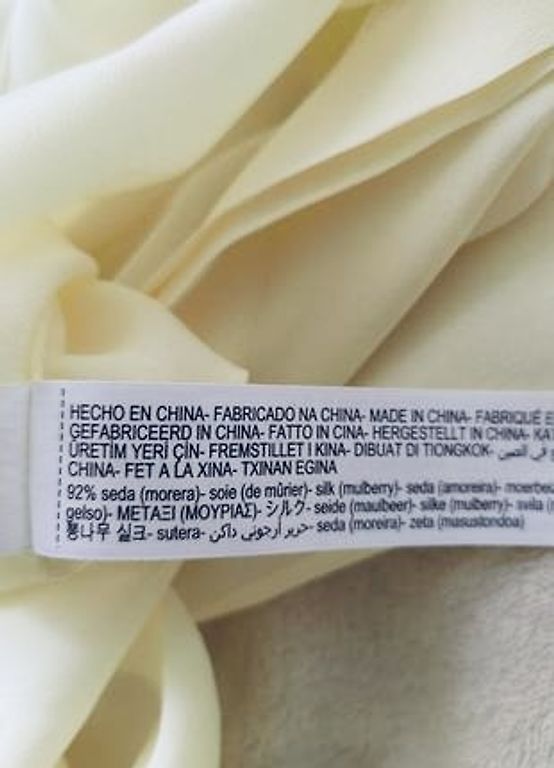 HECHO EN CHINA- FABRICADO NA CHINA- MADE IN CHINA- FABRIQUÉ
GEFABRICEERD IN CHINA- FATTO IN CINA- HERGESTELLT IN CHINA-
ÜRETİM YERİ ÇİN- FREMSTILLET I KINA- DIBUAT DI TIONGKOK-
CHINA- FET A LA XINA- TXINAN EGINA
92% seda (morera)- soie (de mûrier)- silk (mulberry)- seda (amoreira)-
gelso)- ΜΕΤΑΞΙ (ΜΟΥΡΙΑΣ)- シルク- seide (maulbeer)- silke (mulberry)-
뽕나무 실크- sutera- حرير أرجوني داكن- seda (moreira)- zeta (masustondoa)